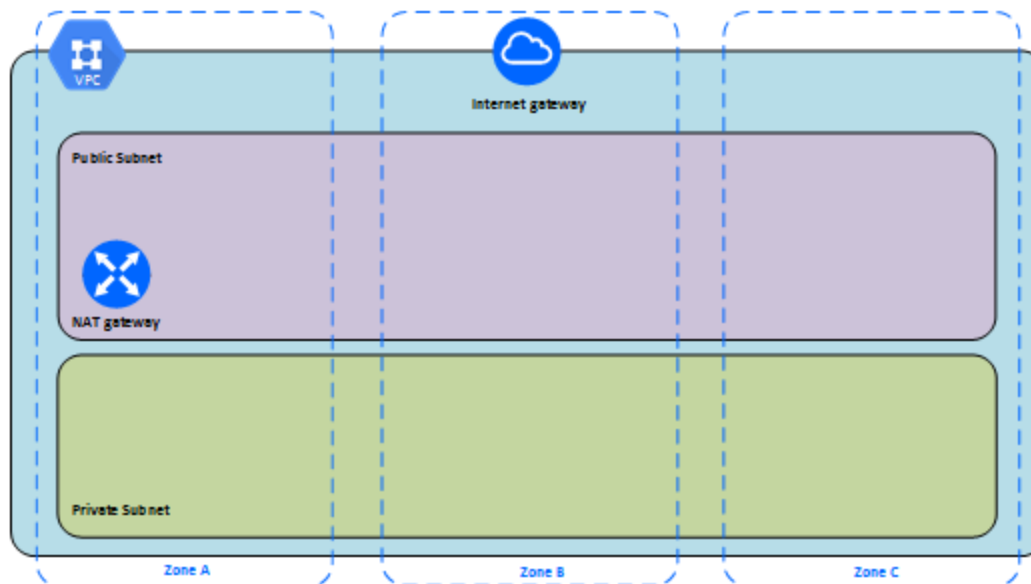 VPC
Internet gateway
Public Subnet
NAT gateway
Private Subnet
Zone A
Zone B
Zone C